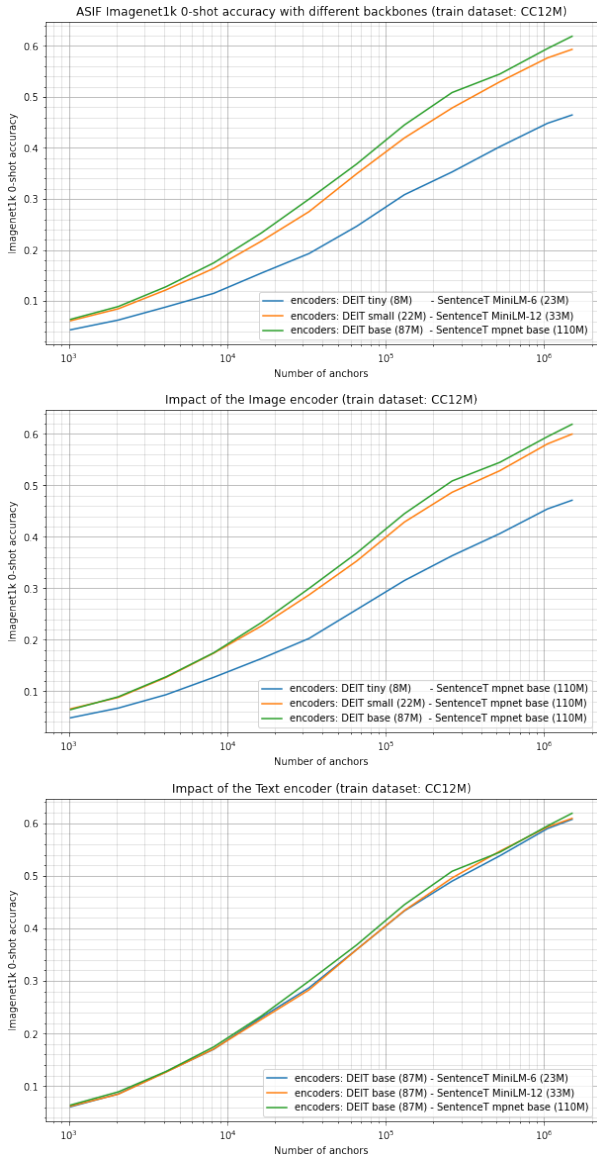 ASIF Imagenet1k 0-shot accuracy with different backbones (train dataset: CC12M)
Imagenet1k 0-shot accuracy
0.6
0.5
0.4
0.3
0.2
0.1
encoders: DEIT tiny (8M) - SentenceT MiniLM-6 (23M)
encoders: DEIT small (22M) - SentenceT MiniLM-12 (33M)
encoders: DEIT base (87M) - SentenceT mpnet base (110M)
10³ 10⁴ 10⁵ 10⁶
Number of anchors
Impact of the Image encoder (train dataset: CC12M)
Imagenet1k 0-shot accuracy
0.6
0.5
0.4
0.3
0.2
0.1
encoders: DEIT tiny (8M) - SentenceT mpnet base (110M)
encoders: DEIT small (22M) - SentenceT mpnet base (110M)
encoders: DEIT base (87M) - SentenceT mpnet base (110M)
10³ 10⁴ 10⁵ 10⁶
Number of anchors
Impact of the Text encoder (train dataset: CC12M)
Imagenet1k 0-shot accuracy
0.6
0.5
0.4
0.3
0.2
0.1
encoders: DEIT base (87M) - SentenceT MiniLM-6 (23M)
encoders: DEIT base (87M) - SentenceT MiniLM-12 (33M)
encoders: DEIT base (87M) - SentenceT mpnet base (110M)
10³ 10⁴ 10⁵ 10⁶
Number of anchors